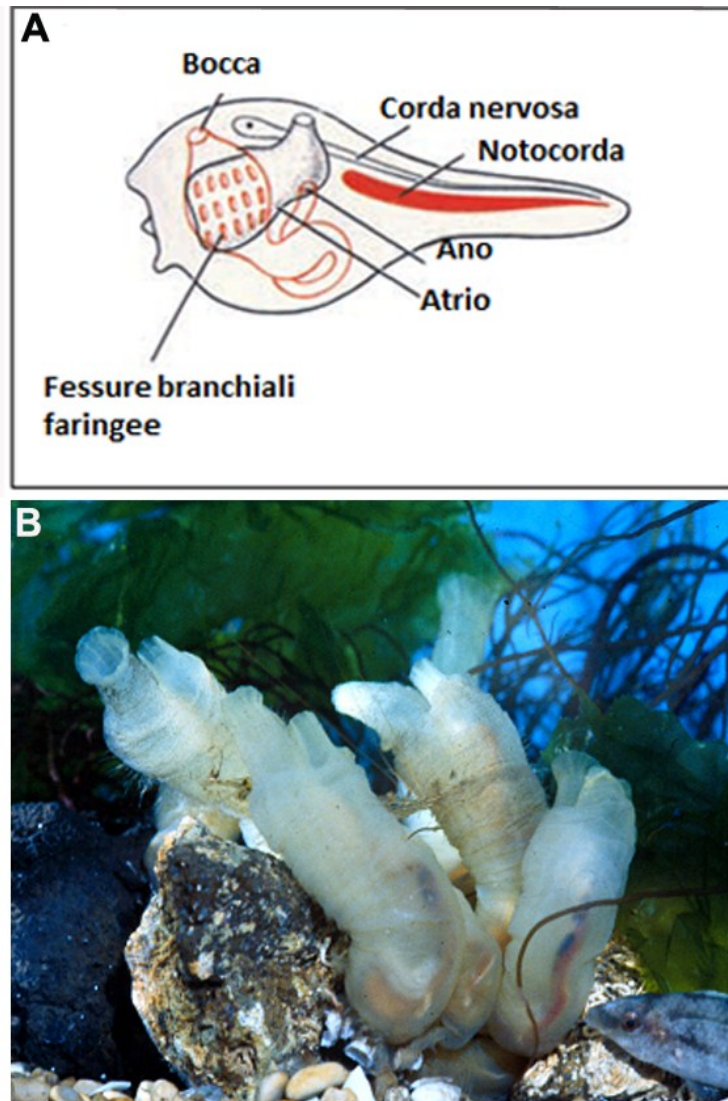 A
Bocca
Corda nervosa
Notocorda
Ano
Atrio
Fessure branchiali
faringee
B